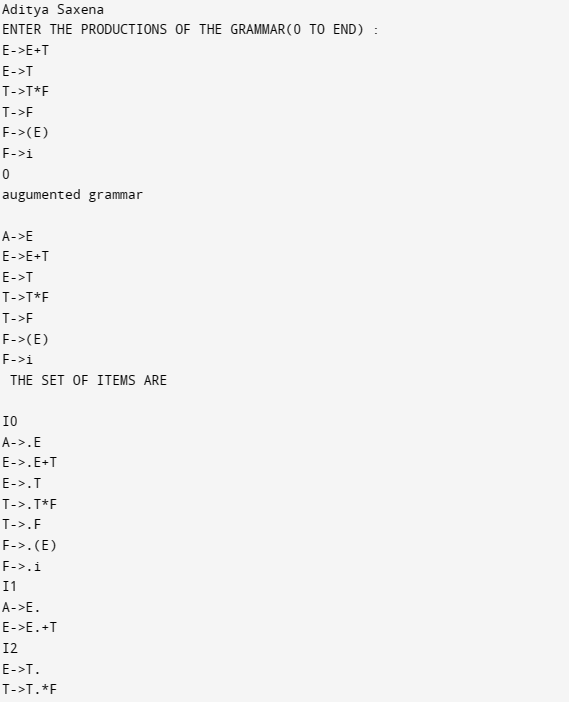 Aditya Saxena
ENTER THE PRODUCTIONS OF THE GRAMMAR(0 TO END) :
E->E+T
E->T
T->T*F
T->F
F->(E)
F->i
0
augumented grammar
A->E
E->E+T
E->T
T->T*F
T->F
F->(E)
F->i
THE SET OF ITEMS ARE
I0
A->.E
E->.E+T
E->.T
T->.T*F
T->.F
F->.(E)
F->.i
I1
A->E.
E->E.+T
I2
E->T.
T->T.*F